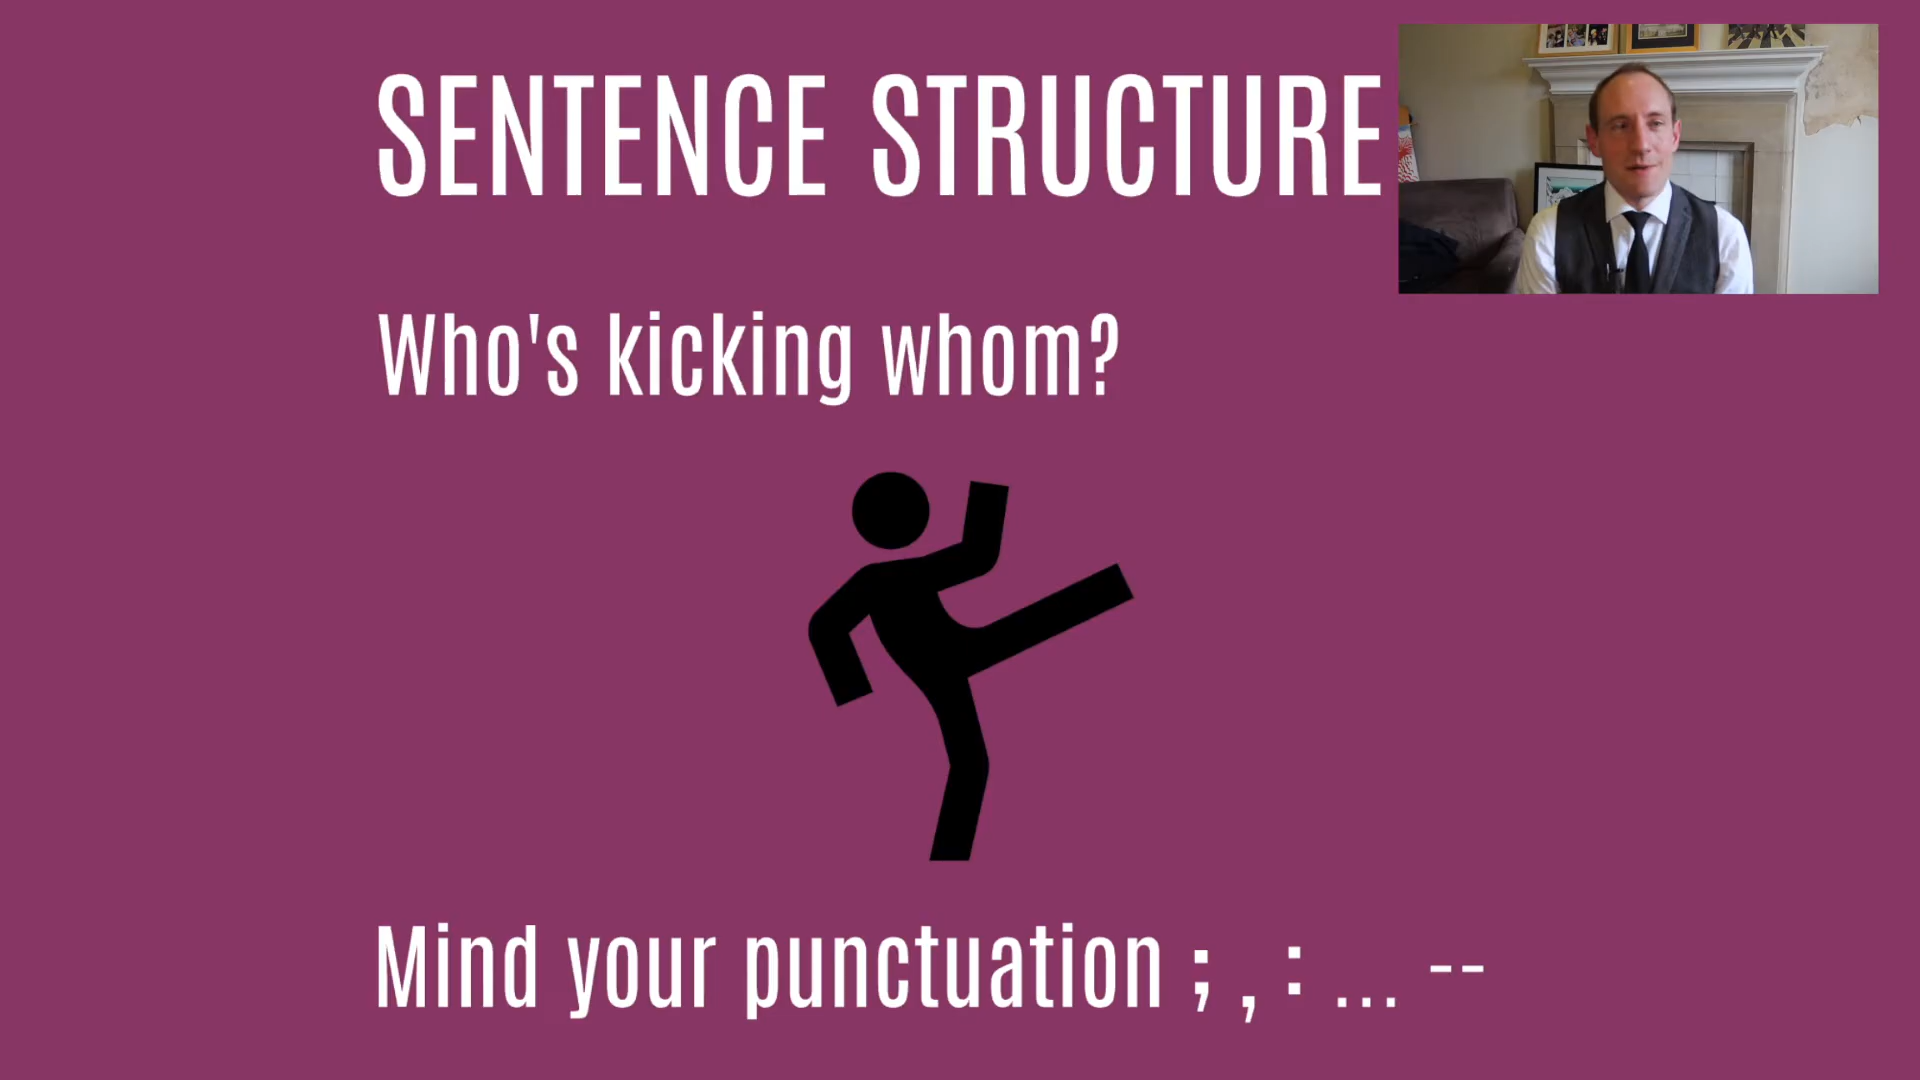 SENTENCE STRUCTURE
Who's kicking whom?
Mind your punctuation ; , : ... --